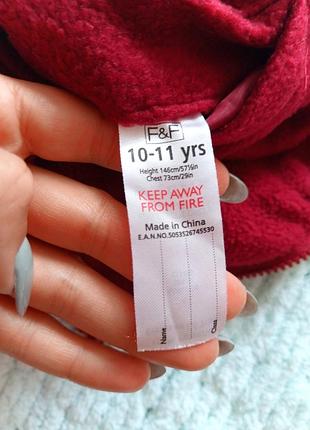 F&F
10-11 yrs
Height 146cm/57½in
Chest 73cm/29in
KEEP AWAY
FROM FIRE
Made in China
E.A.N.NO.5053526745530
Name
Class